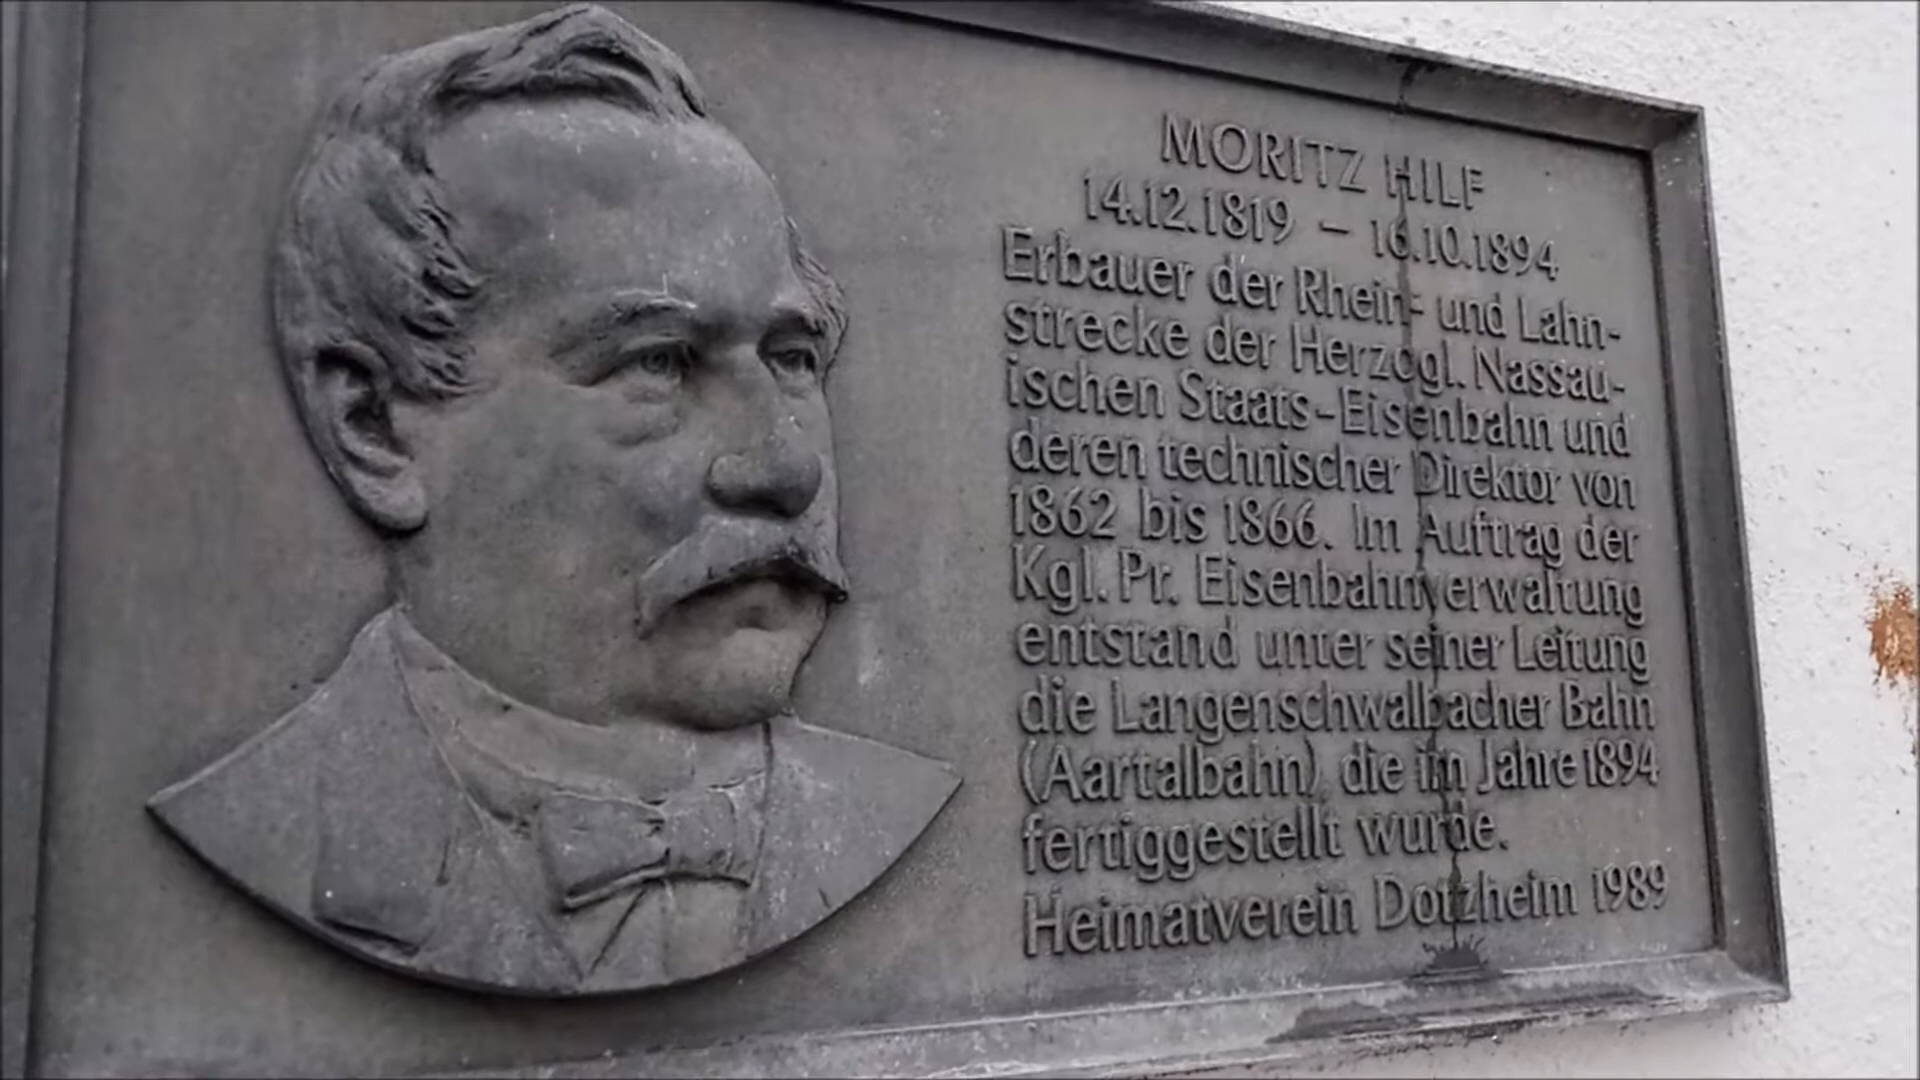 MORITZ HILF
14.12.1819 – 16.10.1894
Erbauer der Rhein- und Lahn-
strecke der Herzogl. Nassau-
ischen Staats-Eisenbahn und
deren technischer Direktor von
1862 bis 1866. Im Auftrag der
Kgl. Pr. Eisenbahnverwaltung
entstand unter seiner Leitung
die Langenschwalbacher Bahn
(Aartalbahn), die im Jahre 1894
fertiggestellt wurde.
Heimatverein Dotzheim 1989